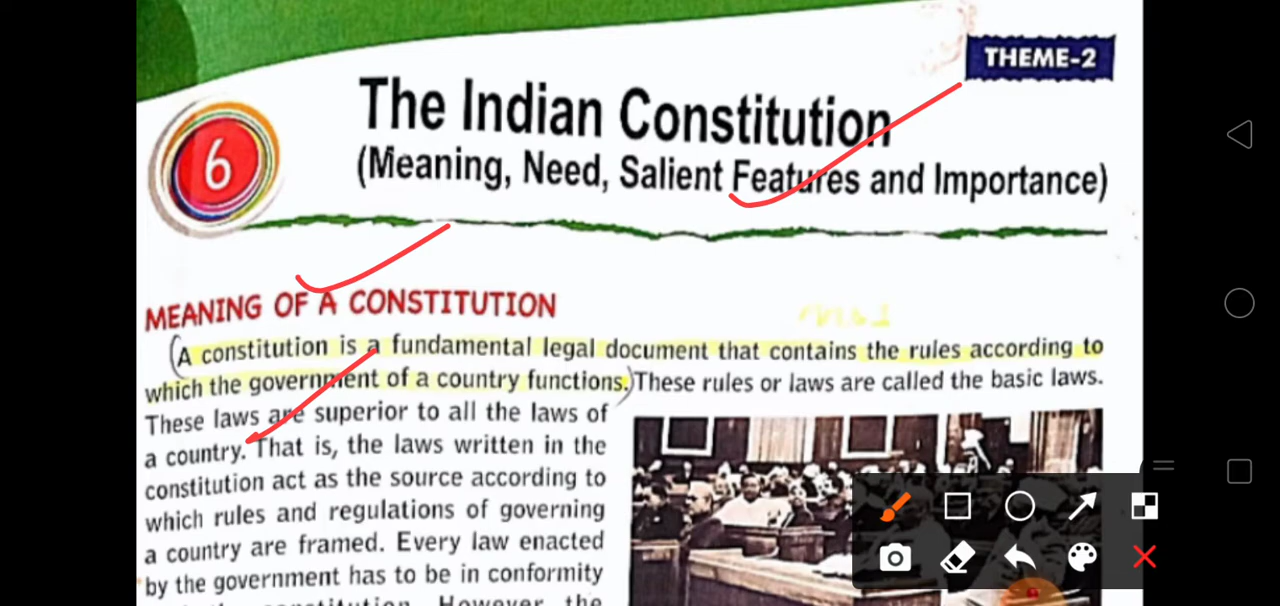 THEME-2
6
The Indian Constitution
(Meaning, Need, Salient Features and Importance)
MEANING OF A CONSTITUTION
(A constitution is a fundamental legal document that contains the rules according to
which the government of a country functions.) These rules or laws are called the basic laws.
These laws are superior to all the laws of
a country. That is, the laws written in the
constitution act as the source according to
which rules and regulations of governing
a country are framed. Every law enacted
by the government has to be in conformity
constitution. However the